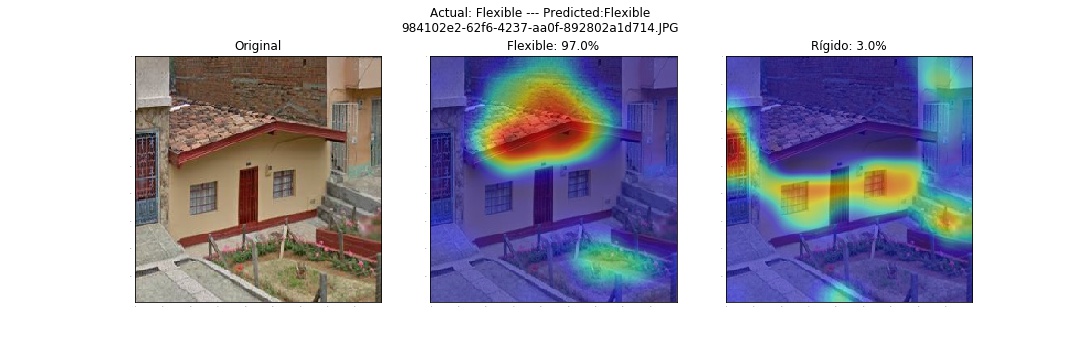 Actual: Flexible --- Predicted:Flexible
984102e2-62f6-4237-aa0f-892802a1d714.JPG
Original
Flexible: 97.0%
Rígido: 3.0%